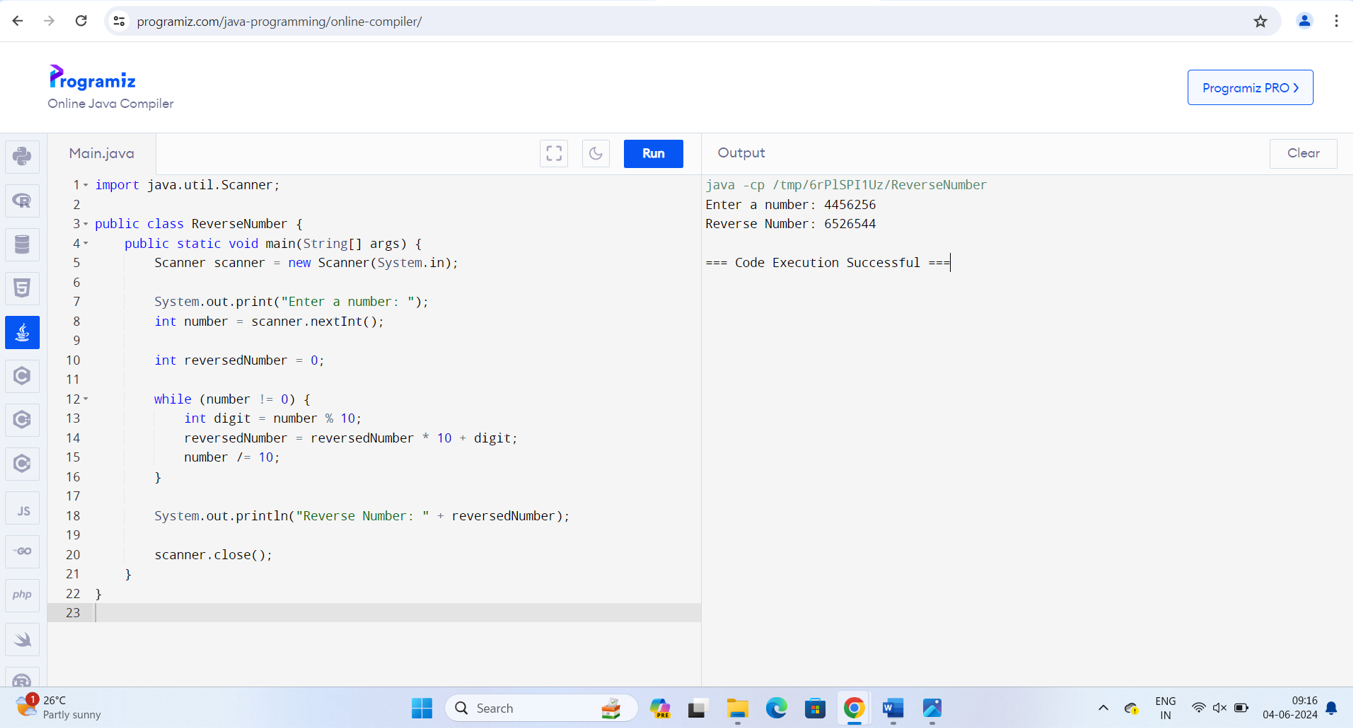 programiz.com/java-programming/online-compiler/
Programiz
Online Java Compiler
Programiz PRO
Main.java
Run
Output
Clear
1 import java.util.Scanner;
2
3 public class ReverseNumber {
4 public static void main(String[] args) {
5 Scanner scanner = new Scanner(System.in);
6
7 System.out.print("Enter a number: ");
8 int number = scanner.nextInt();
9
10 int reversedNumber = 0;
11
12 while (number != 0) {
13 int digit = number % 10;
14 reversedNumber = reversedNumber * 10 + digit;
15 number /= 10;
16 }
17
18 System.out.println("Reverse Number: " + reversedNumber);
19
20 scanner.close();
21 }
22 }
23
java -cp /tmp/6rPlSPI1Uz/ReverseNumber
Enter a number: 4456256
Reverse Number: 6526544
=== Code Execution Successful ===
JS
GO
php
1
26°C
Partly sunny
Search
PRE
W
ENG
IN
09:16
04-06-2024